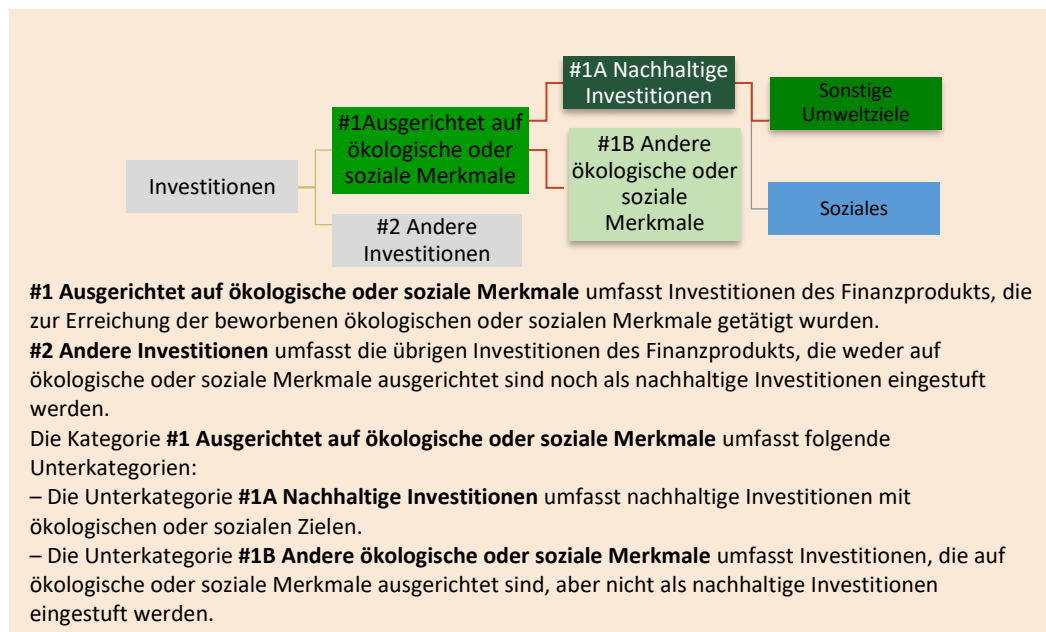 #1A Nachhaltige
Investitionen
Sonstige
Umweltziele
#1Ausgerichtet auf
ökologische oder
soziale Merkmale
#1B Andere
ökologische oder
soziale
Merkmale
Investitionen
Soziales
#2 Andere
Investitionen
#1 Ausgerichtet auf ökologische oder soziale Merkmale umfasst Investitionen des Finanzprodukts, die
zur Erreichung der beworbenen ökologischen oder sozialen Merkmale getätigt wurden.
#2 Andere Investitionen umfasst die übrigen Investitionen des Finanzprodukts, die weder auf
ökologische oder soziale Merkmale ausgerichtet sind noch als nachhaltige Investitionen eingestuft
werden.
Die Kategorie #1 Ausgerichtet auf ökologische oder soziale Merkmale umfasst folgende
Unterkategorien:
– Die Unterkategorie #1A Nachhaltige Investitionen umfasst nachhaltige Investitionen mit
ökologischen oder sozialen Zielen.
– Die Unterkategorie #1B Andere ökologische oder soziale Merkmale umfasst Investitionen, die auf
ökologische oder soziale Merkmale ausgerichtet sind, aber nicht als nachhaltige Investitionen
eingestuft werden.